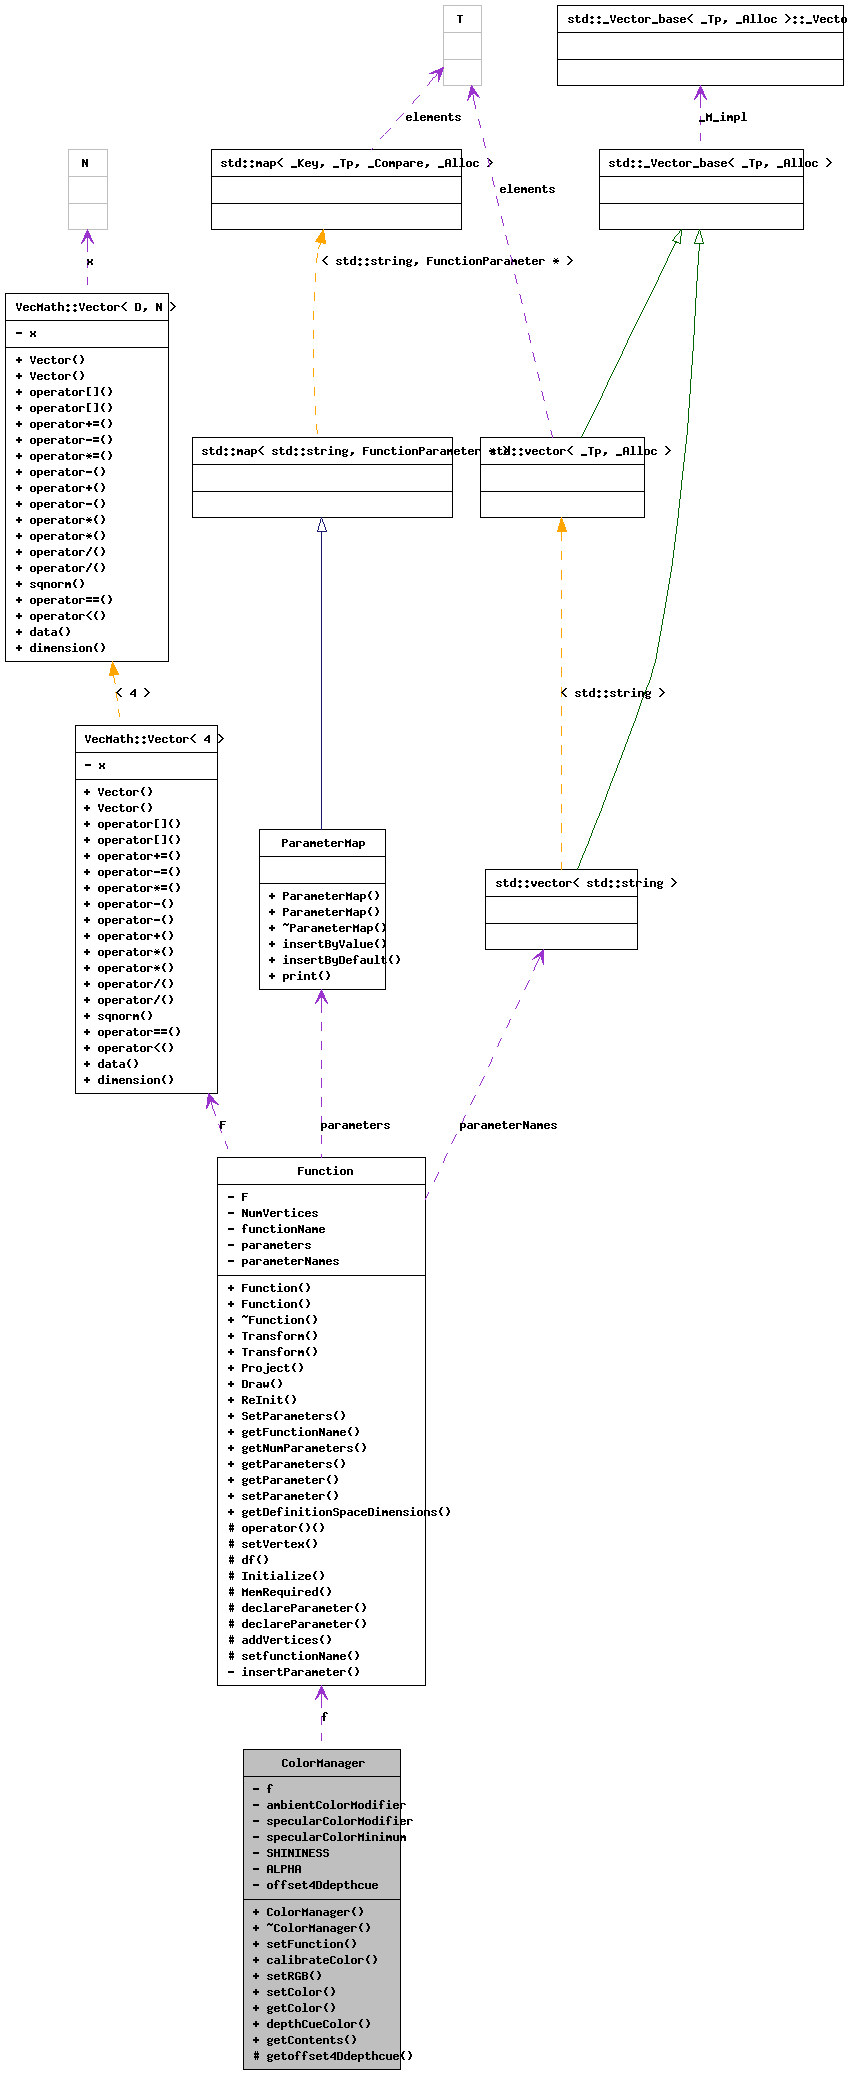 T
std::_Vector_base< _Tp, _Alloc >::_Vecto
elements
_M_impl
N
std::map< _Key, _Tp, _Compare, _Alloc >
std::_Vector_base< _Tp, _Alloc >
elements
x
< std::string, FunctionParameter * >
VecMath::Vector< D, N >
- x
+ Vector()
+ Vector()
+ operator[]()
+ operator[]()
+ operator+=()
+ operator-=()
+ operator*=()
+ operator-()
+ operator+()
+ operator-()
+ operator*()
+ operator*()
+ operator/()
+ operator/()
+ sqnorm()
+ operator==()
+ operator<()
+ data()
+ dimension()
std::map< std::string, FunctionParameter * >
std::vector< _Tp, _Alloc >
< 4 >
< std::string >
VecMath::Vector< 4 >
- x
+ Vector()
+ Vector()
+ operator[]()
+ operator[]()
+ operator+=()
+ operator-=()
+ operator*=()
+ operator-()
+ operator-()
+ operator+()
+ operator*()
+ operator*()
+ operator/()
+ operator/()
+ sqnorm()
+ operator==()
+ operator<()
+ data()
+ dimension()
ParameterMap
+ ParameterMap()
+ ParameterMap()
+ ~ParameterMap()
+ insertByValue()
+ insertByDefault()
+ print()
std::vector< std::string >
F
parameters
parameterNames
Function
- F
- NumVertices
- functionName
- parameters
- parameterNames
+ Function()
+ Function()
+ ~Function()
+ Transform()
+ Transform()
+ Project()
+ Draw()
+ ReInit()
+ SetParameters()
+ getFunctionName()
+ getNumParameters()
+ getParameters()
+ getParameter()
+ setParameter()
+ getDefinitionSpaceDimensions()
# operator()()
# setVertex()
# df()
# Initialize()
# MemRequired()
# declareParameter()
# declareParameter()
# addVertices()
# setfunctionName()
- insertParameter()
f
ColorManager
- f
- ambientColorModifier
- specularColorModifier
- specularColorMinimum
- SHININESS
- ALPHA
- offset4Ddepthcue
+ ColorManager()
+ ~ColorManager()
+ setFunction()
+ calibrateColor()
+ setRGB()
+ setColor()
+ getColor()
+ depthCueColor()
+ getContents()
# getoffset4Ddepthcue()